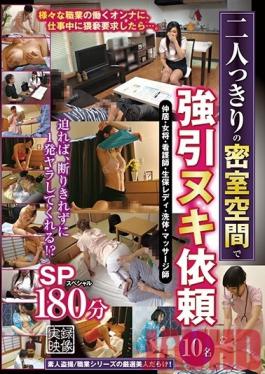 様々な職業の働くオンナに、
仕事中に猥褻要求したら…
二人っきりの密室空間で
強引ヌキ依頼
10名
仲居・女将・看護師・生保レディ・洗体・マッサージ師
迫れば、断りきれずに
1発ヤラしてくれる!?
SP
スペシャル
180分
実録
映像
素人盗撮/職業シリーズの厳選美人だらけ!
HD